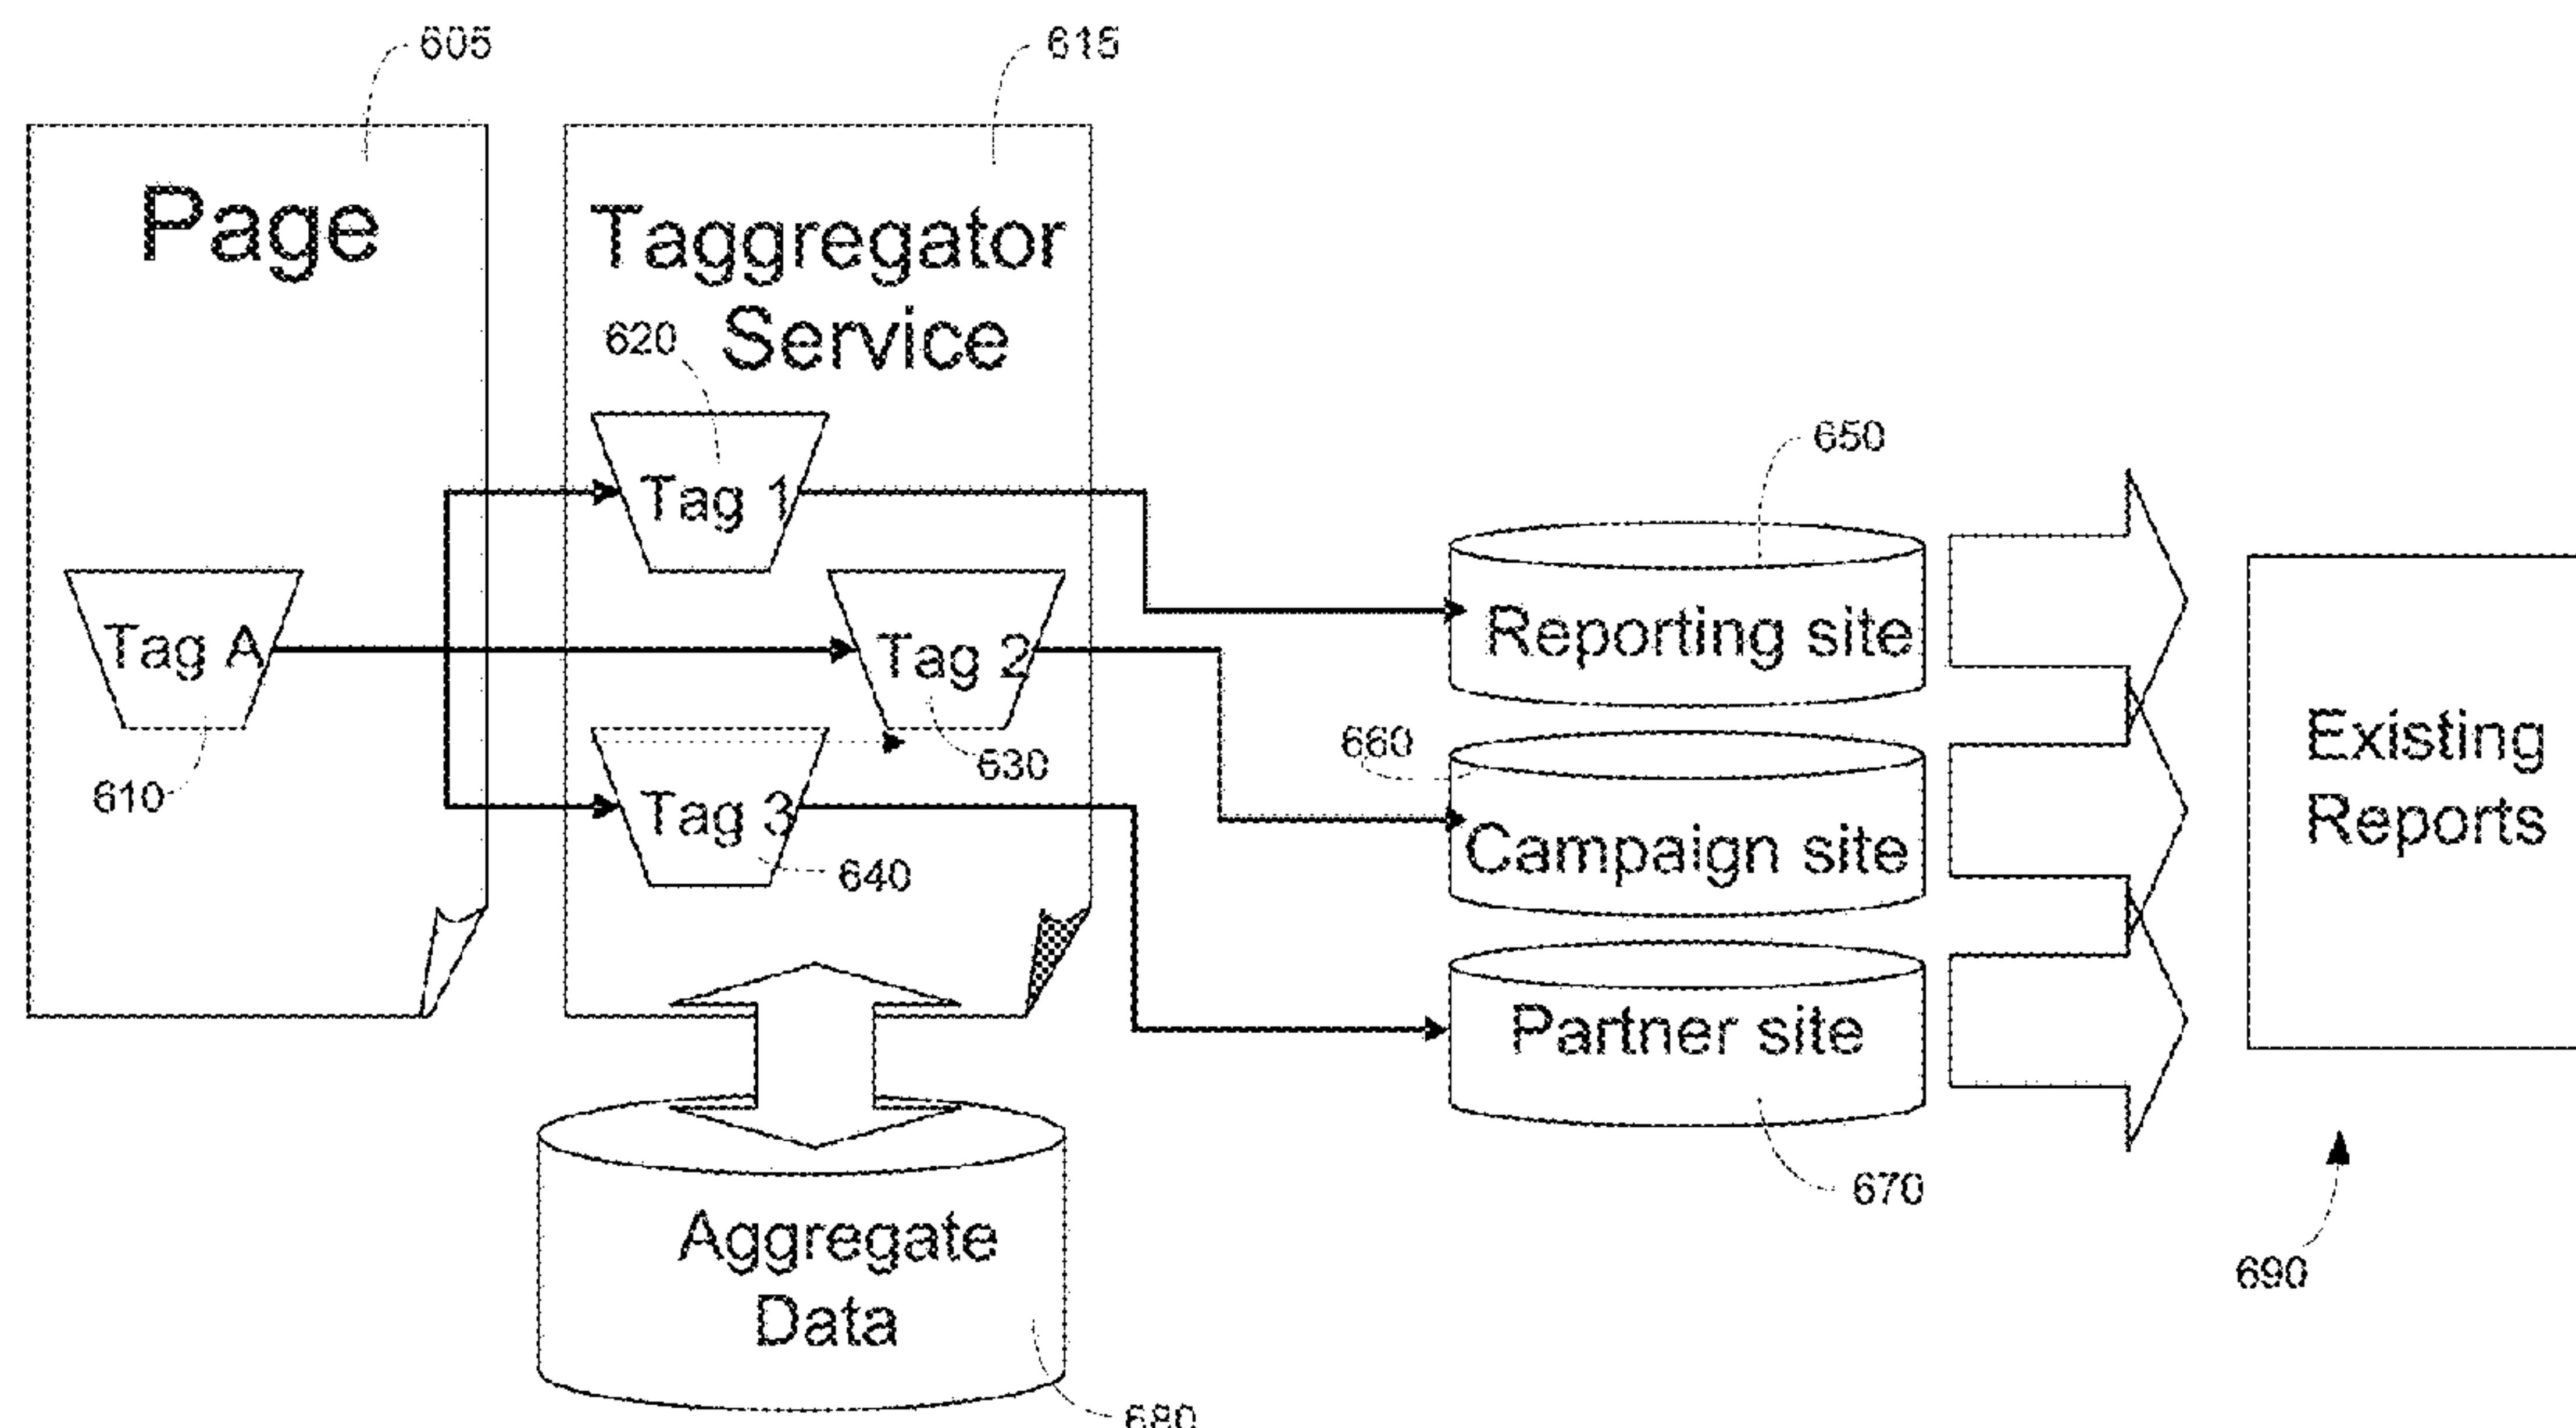 605
615
Page
Taggregator
Service
620
Tag 1
650
Tag A
Tag 2
Reporting site
610
630
660
Tag 3
640
Campaign site
Existing
Reports
Partner site
670
690
Aggregate
Data
680